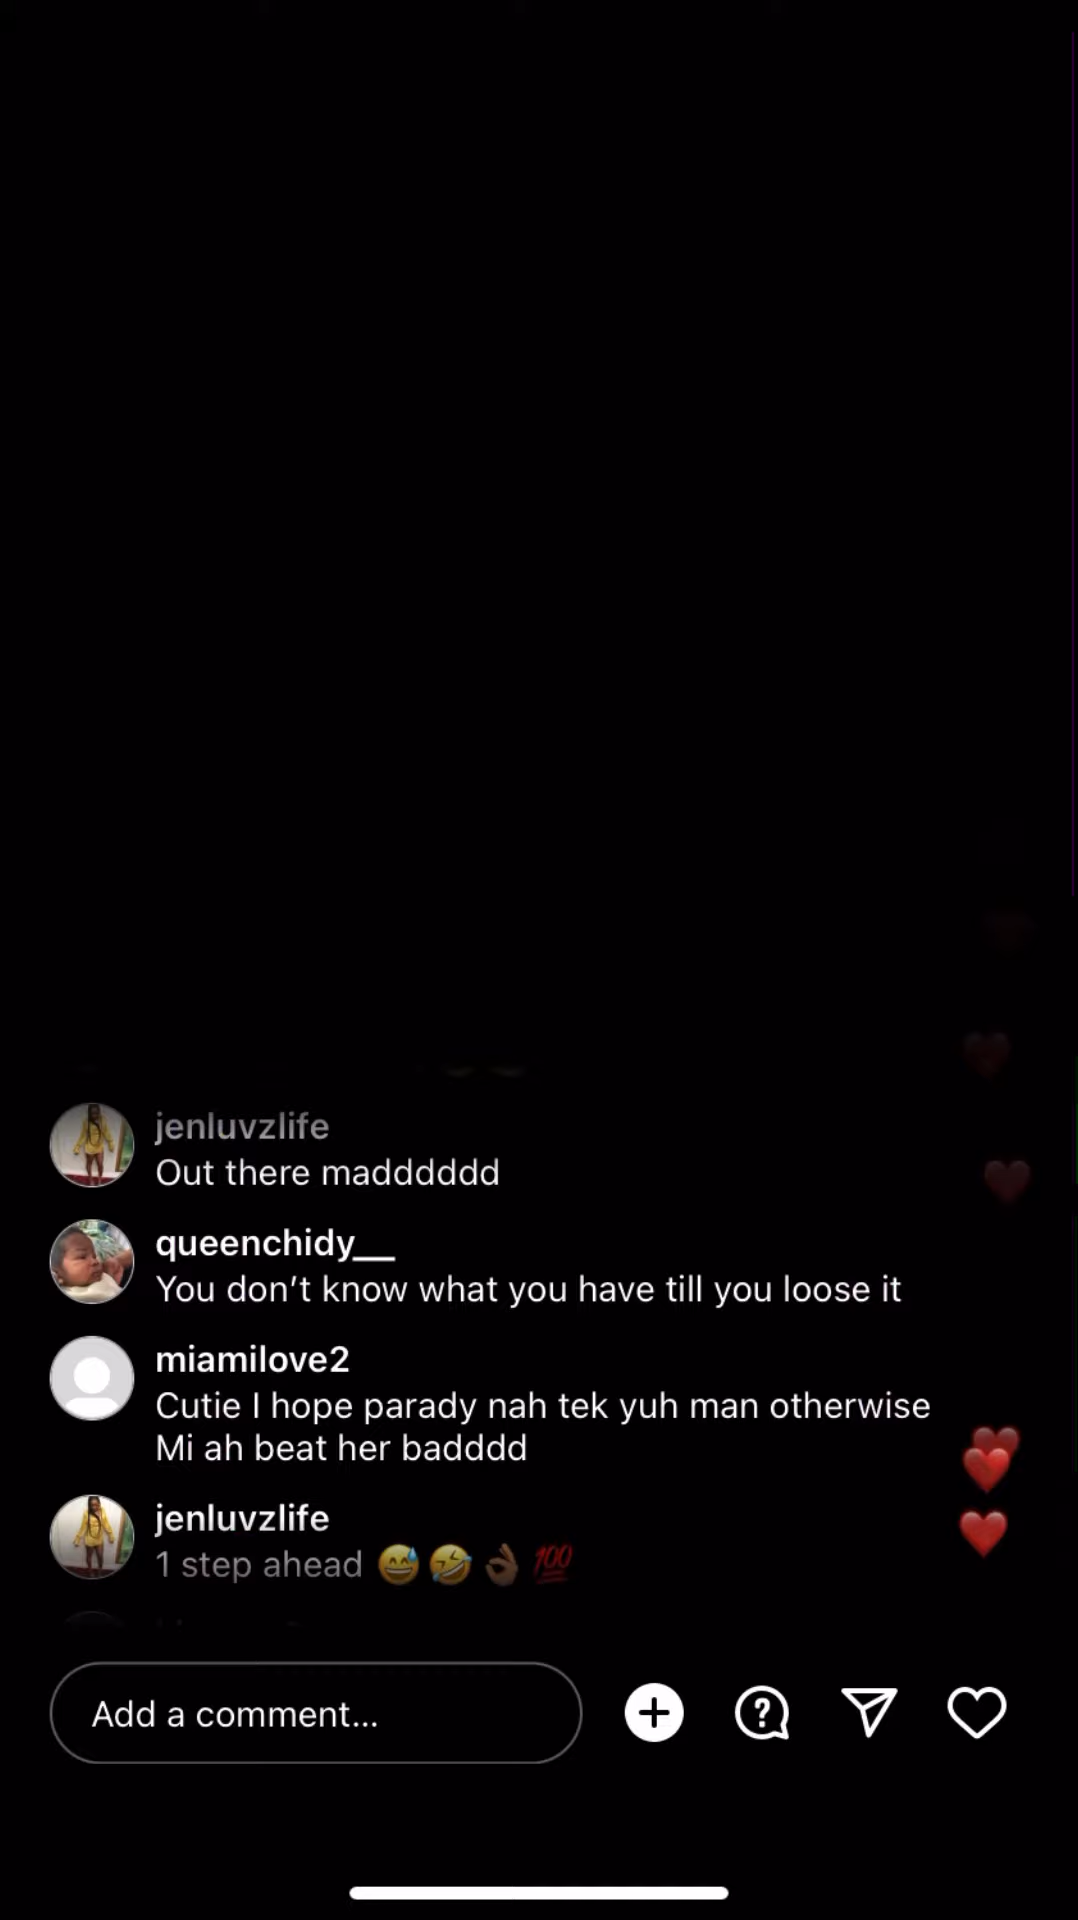 jenluvzlife
Out there madddddd
queenchidy__
You don’t know what you have till you loose it
miamilove2
Cutie I hope parady nah tek yuh man otherwise
Mi ah beat her badddd
jenluvzlife
1 step ahead 😅🤣👌🏾💯
Add a comment...